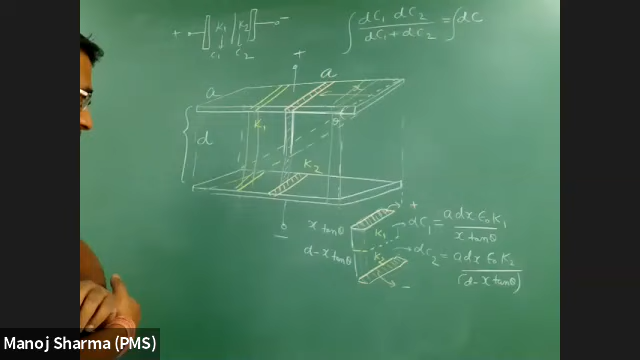 + K₁ K₂ −
C₁ C₂
∫ dC₁ dC₂ / dC₁ + dC₂ = ∫ dC
+
a
a
x
K₁
θ
d
K₂
−
x tanθ
d − x tanθ
+
K₁
K₂
−
dC₁ = a dx ε₀ K₁ / x tanθ
dC₂ = a dx ε₀ K₂ / (d − x tanθ)
Manoj Sharma (PMS)